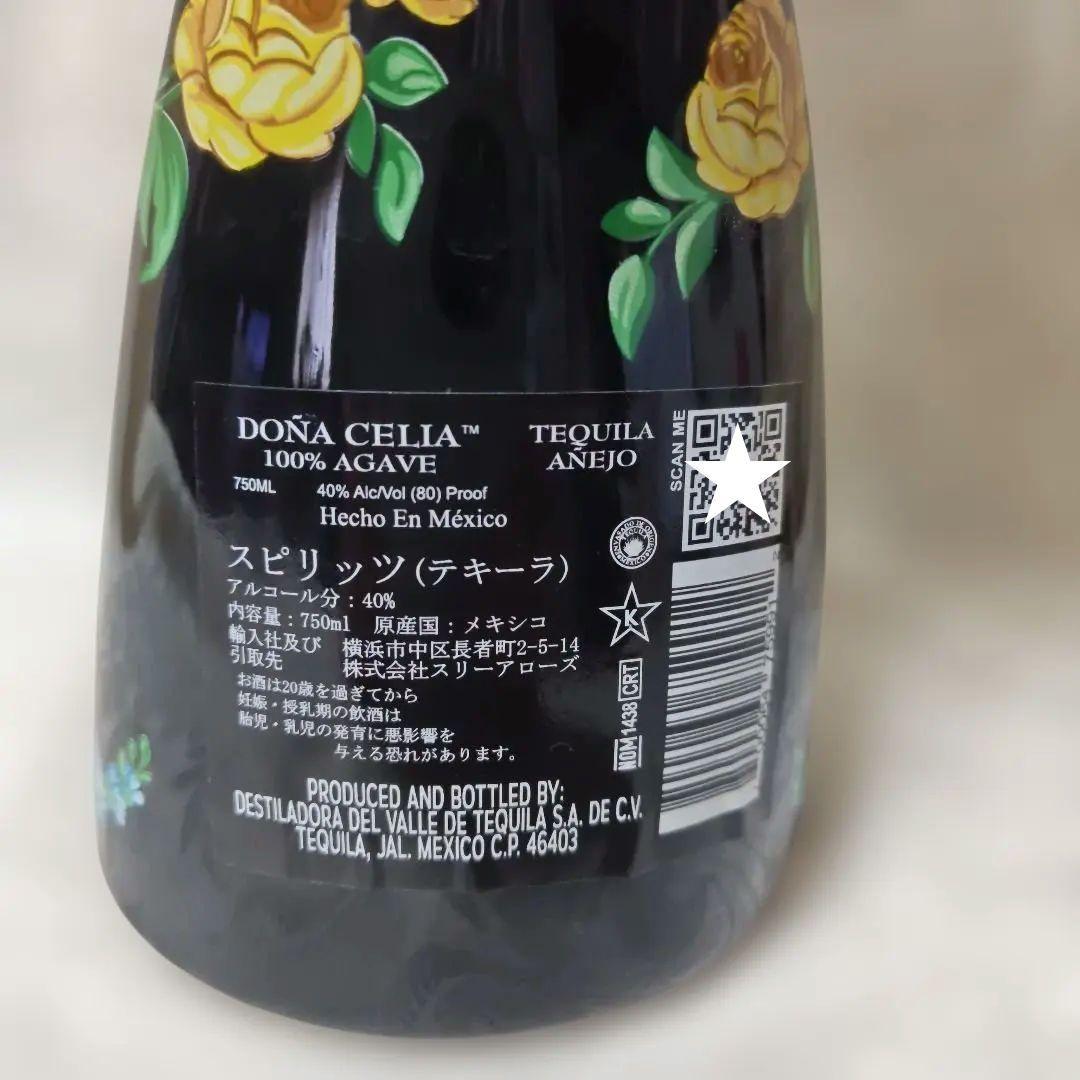 DOÑA CELIA™
100% AGAVE
TEQUILA
AÑEJO
750ML 40% Alc/Vol (80) Proof
Hecho En México
SCAN ME
スピリッツ(テキーラ)
アルコール分：40%
内容量：750ml 原産国：メキシコ
輸入社及び 横浜市中区長者町2-5-14
引取先 株式会社スリーアローズ
お酒は20歳を過ぎてから
妊娠・授乳期の飲酒は
胎児・乳児の発育に悪影響を
与える恐れがあります。
K
NOM 1438 CRT
PRODUCED AND BOTTLED BY:
DESTILADORA DEL VALLE DE TEQUILA S.A. DE C.V.
TEQUILA, JAL. MEXICO C.P. 46403